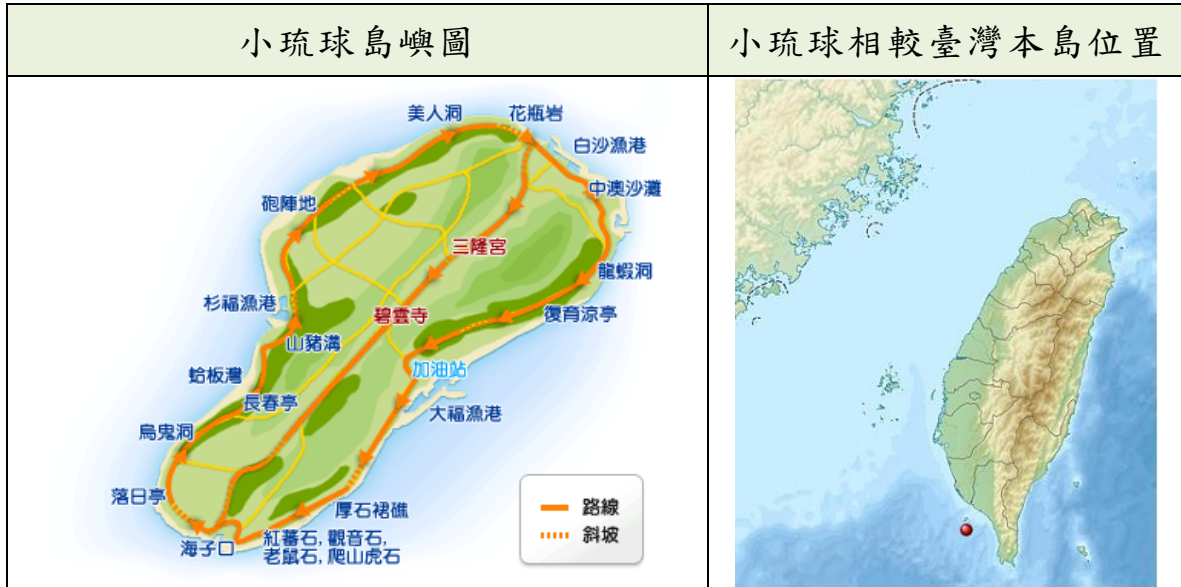 小琉球島嶼圖
小琉球相較臺灣本島位置
美人洞
花瓶岩
白沙漁港
中澳沙灘
砲陣地
三隆宮
龍蝦洞
杉福漁港
碧雲寺
復育涼亭
山豬溝
蛤板灣
加油站
長春亭
大福漁港
烏鬼洞
落日亭
厚石裙礁
路線
斜坡
海子口
紅蕃石, 觀音石,
老鼠石, 爬山虎石